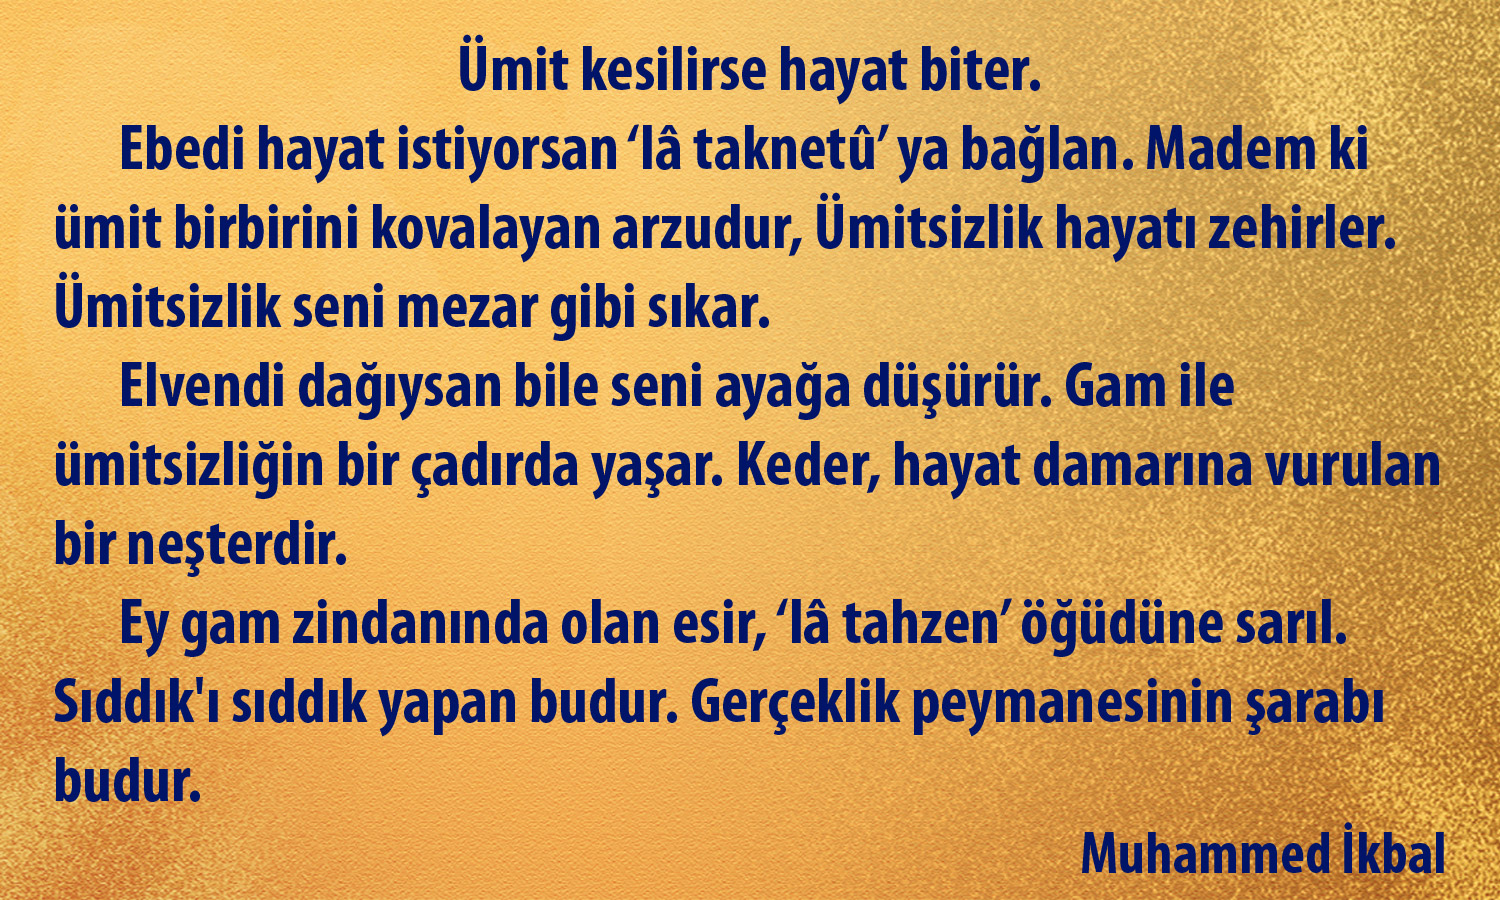 Ümit kesilirse hayat biter.
Ebedi hayat istiyorsan ‘lâ taknetû’ ya bağlan. Madem ki
ümit birbirini kovalayan arzudur, Ümitsizlik hayatı zehirler.
Ümitsizlik seni mezar gibi sıkar.
Elvendi dağıysan bile seni ayağa düşürür. Gam ile
ümitsizliğin bir çadırda yaşar. Keder, hayat damarına vurulan
bir neşterdir.
Ey gam zindanında olan esir, ‘lâ tahzen’ öğüdüne sarıl.
Sıddık'ı sıddık yapan budur. Gerçeklik peymanesinin şarabı
budur.
Muhammed İkbal